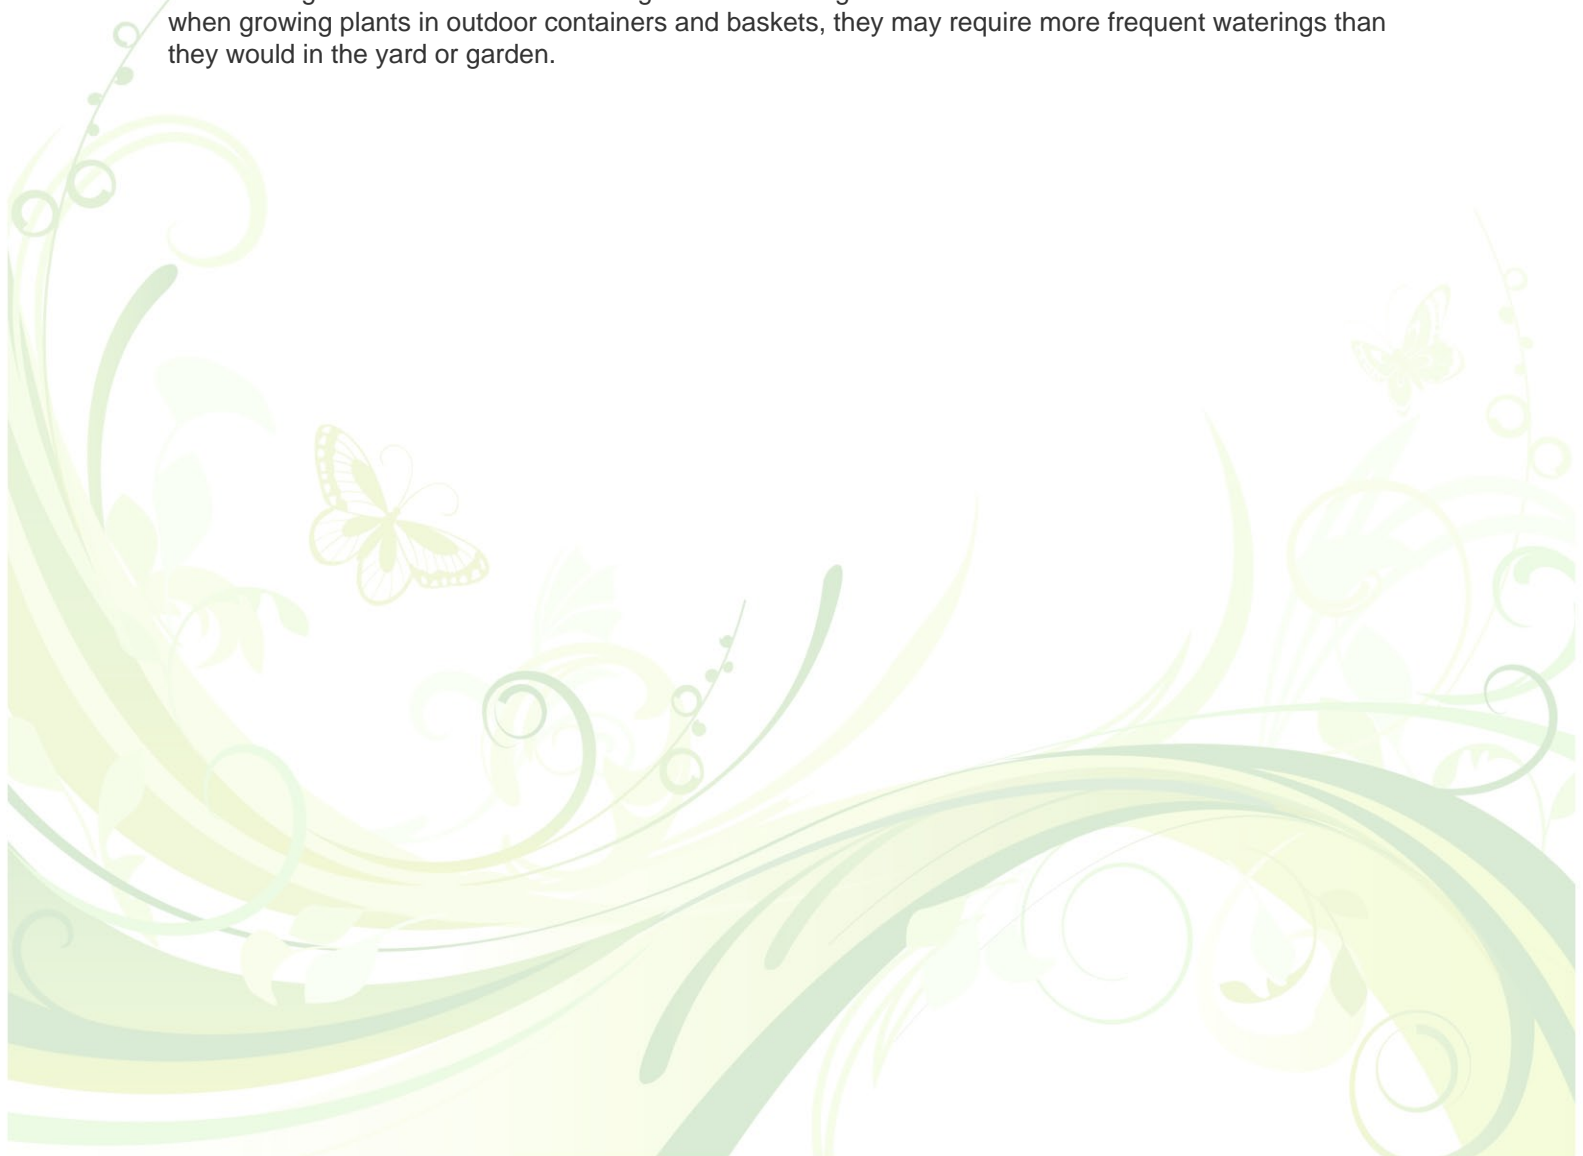 when growing plants in outdoor containers and baskets, they may require more frequent waterings than
they would in the yard or garden.